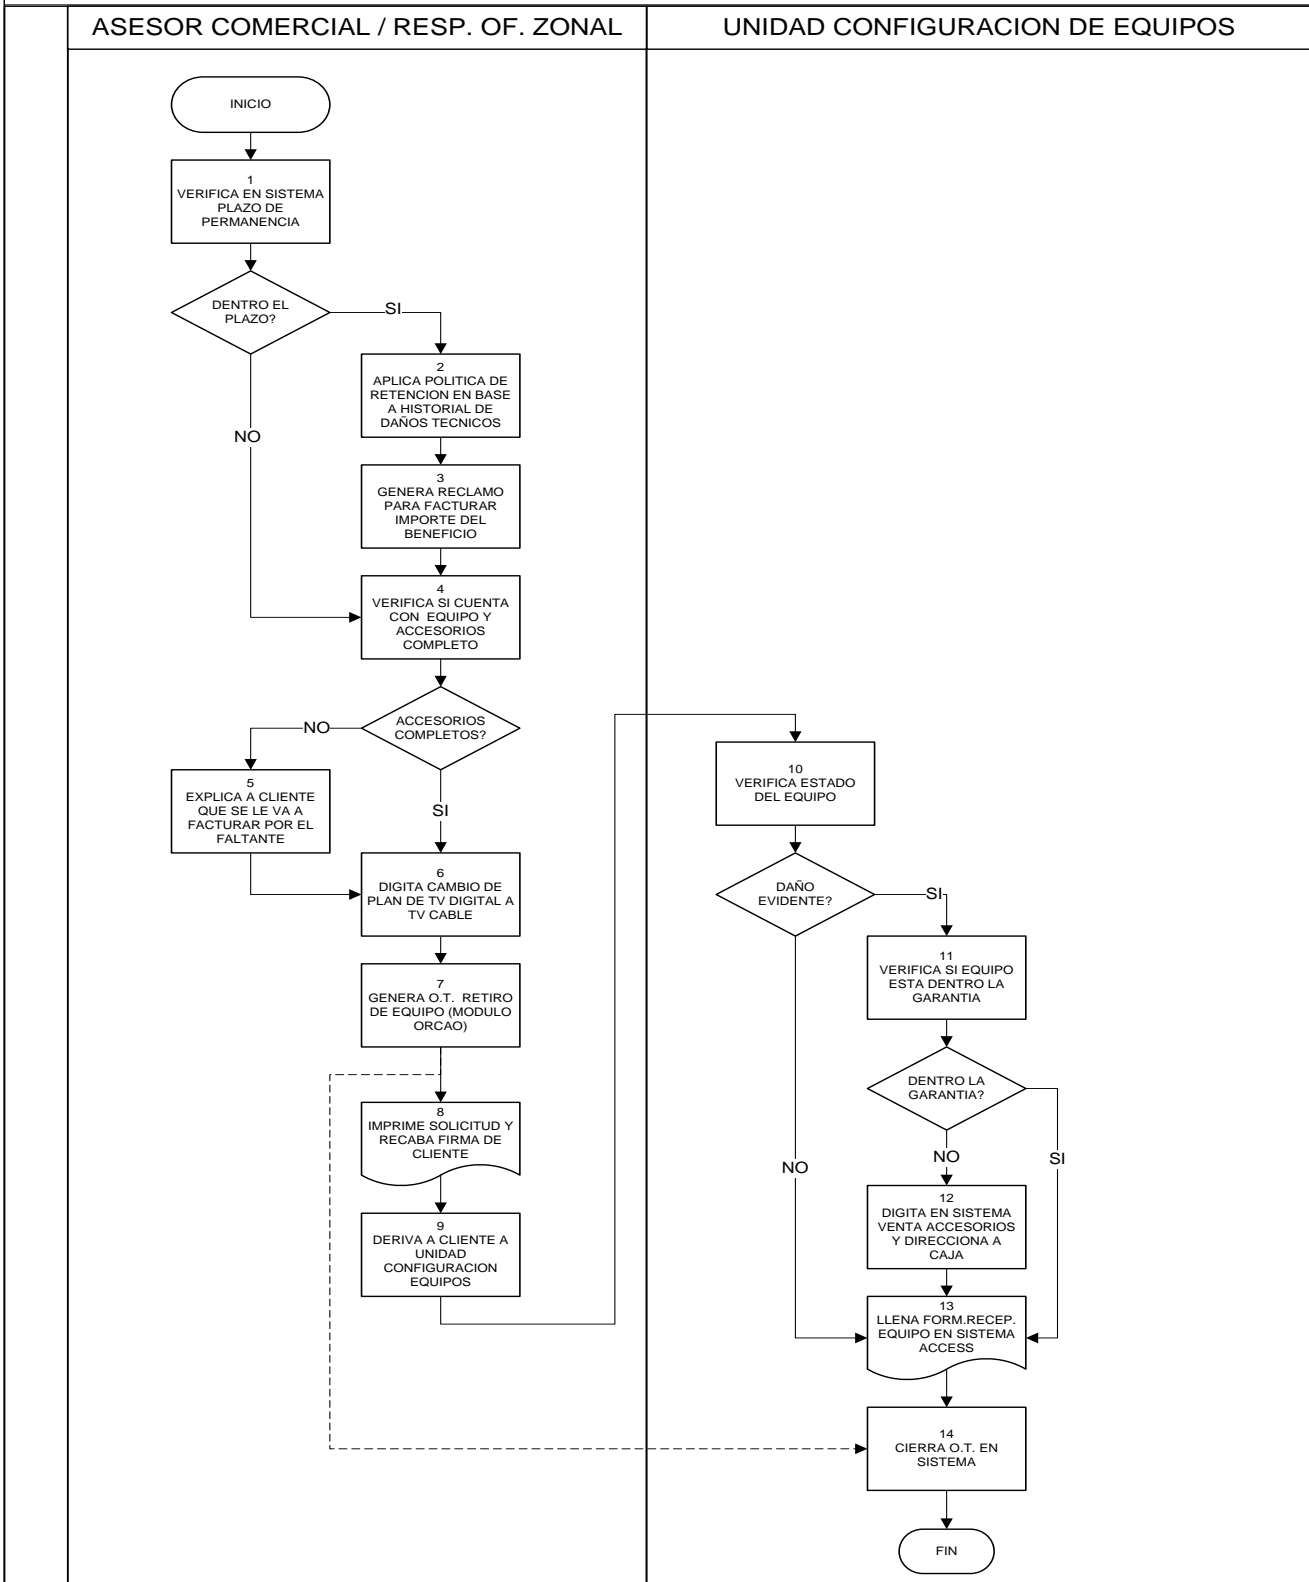 ASESOR COMERCIAL / RESP. OF. ZONAL
UNIDAD CONFIGURACION DE EQUIPOS
INICIO
1
VERIFICA EN SISTEMA
PLAZO DE
PERMANENCIA
DENTRO EL
PLAZO?
SI
NO
2
APLICA POLITICA DE
RETENCION EN BASE
A HISTORIAL DE
DAÑOS TECNICOS
3
GENERA RECLAMO
PARA FACTURAR
IMPORTE DEL
BENEFICIO
4
VERIFICA SI CUENTA
CON EQUIPO Y
ACCESORIOS
COMPLETO
ACCESORIOS
COMPLETOS?
NO
SI
5
EXPLICA A CLIENTE
QUE SE LE VA A
FACTURAR POR EL
FALTANTE
6
DIGITA CAMBIO DE
PLAN DE TV DIGITAL A
TV CABLE
7
GENERA O.T. RETIRO
DE EQUIPO (MODULO
ORCAO)
8
IMPRIME SOLICITUD Y
RECABA FIRMA DE
CLIENTE
9
DERIVA A CLIENTE A
UNIDAD
CONFIGURACION
EQUIPOS
10
VERIFICA ESTADO
DEL EQUIPO
DAÑO
EVIDENTE?
SI
NO
11
VERIFICA SI EQUIPO
ESTA DENTRO LA
GARANTIA
DENTRO LA
GARANTIA?
NO
SI
12
DIGITA EN SISTEMA
VENTA ACCESORIOS
Y DIRECCIONA A
CAJA
13
LLENA FORM.RECEP.
EQUIPO EN SISTEMA
ACCESS
14
CIERRA O.T. EN
SISTEMA
FIN